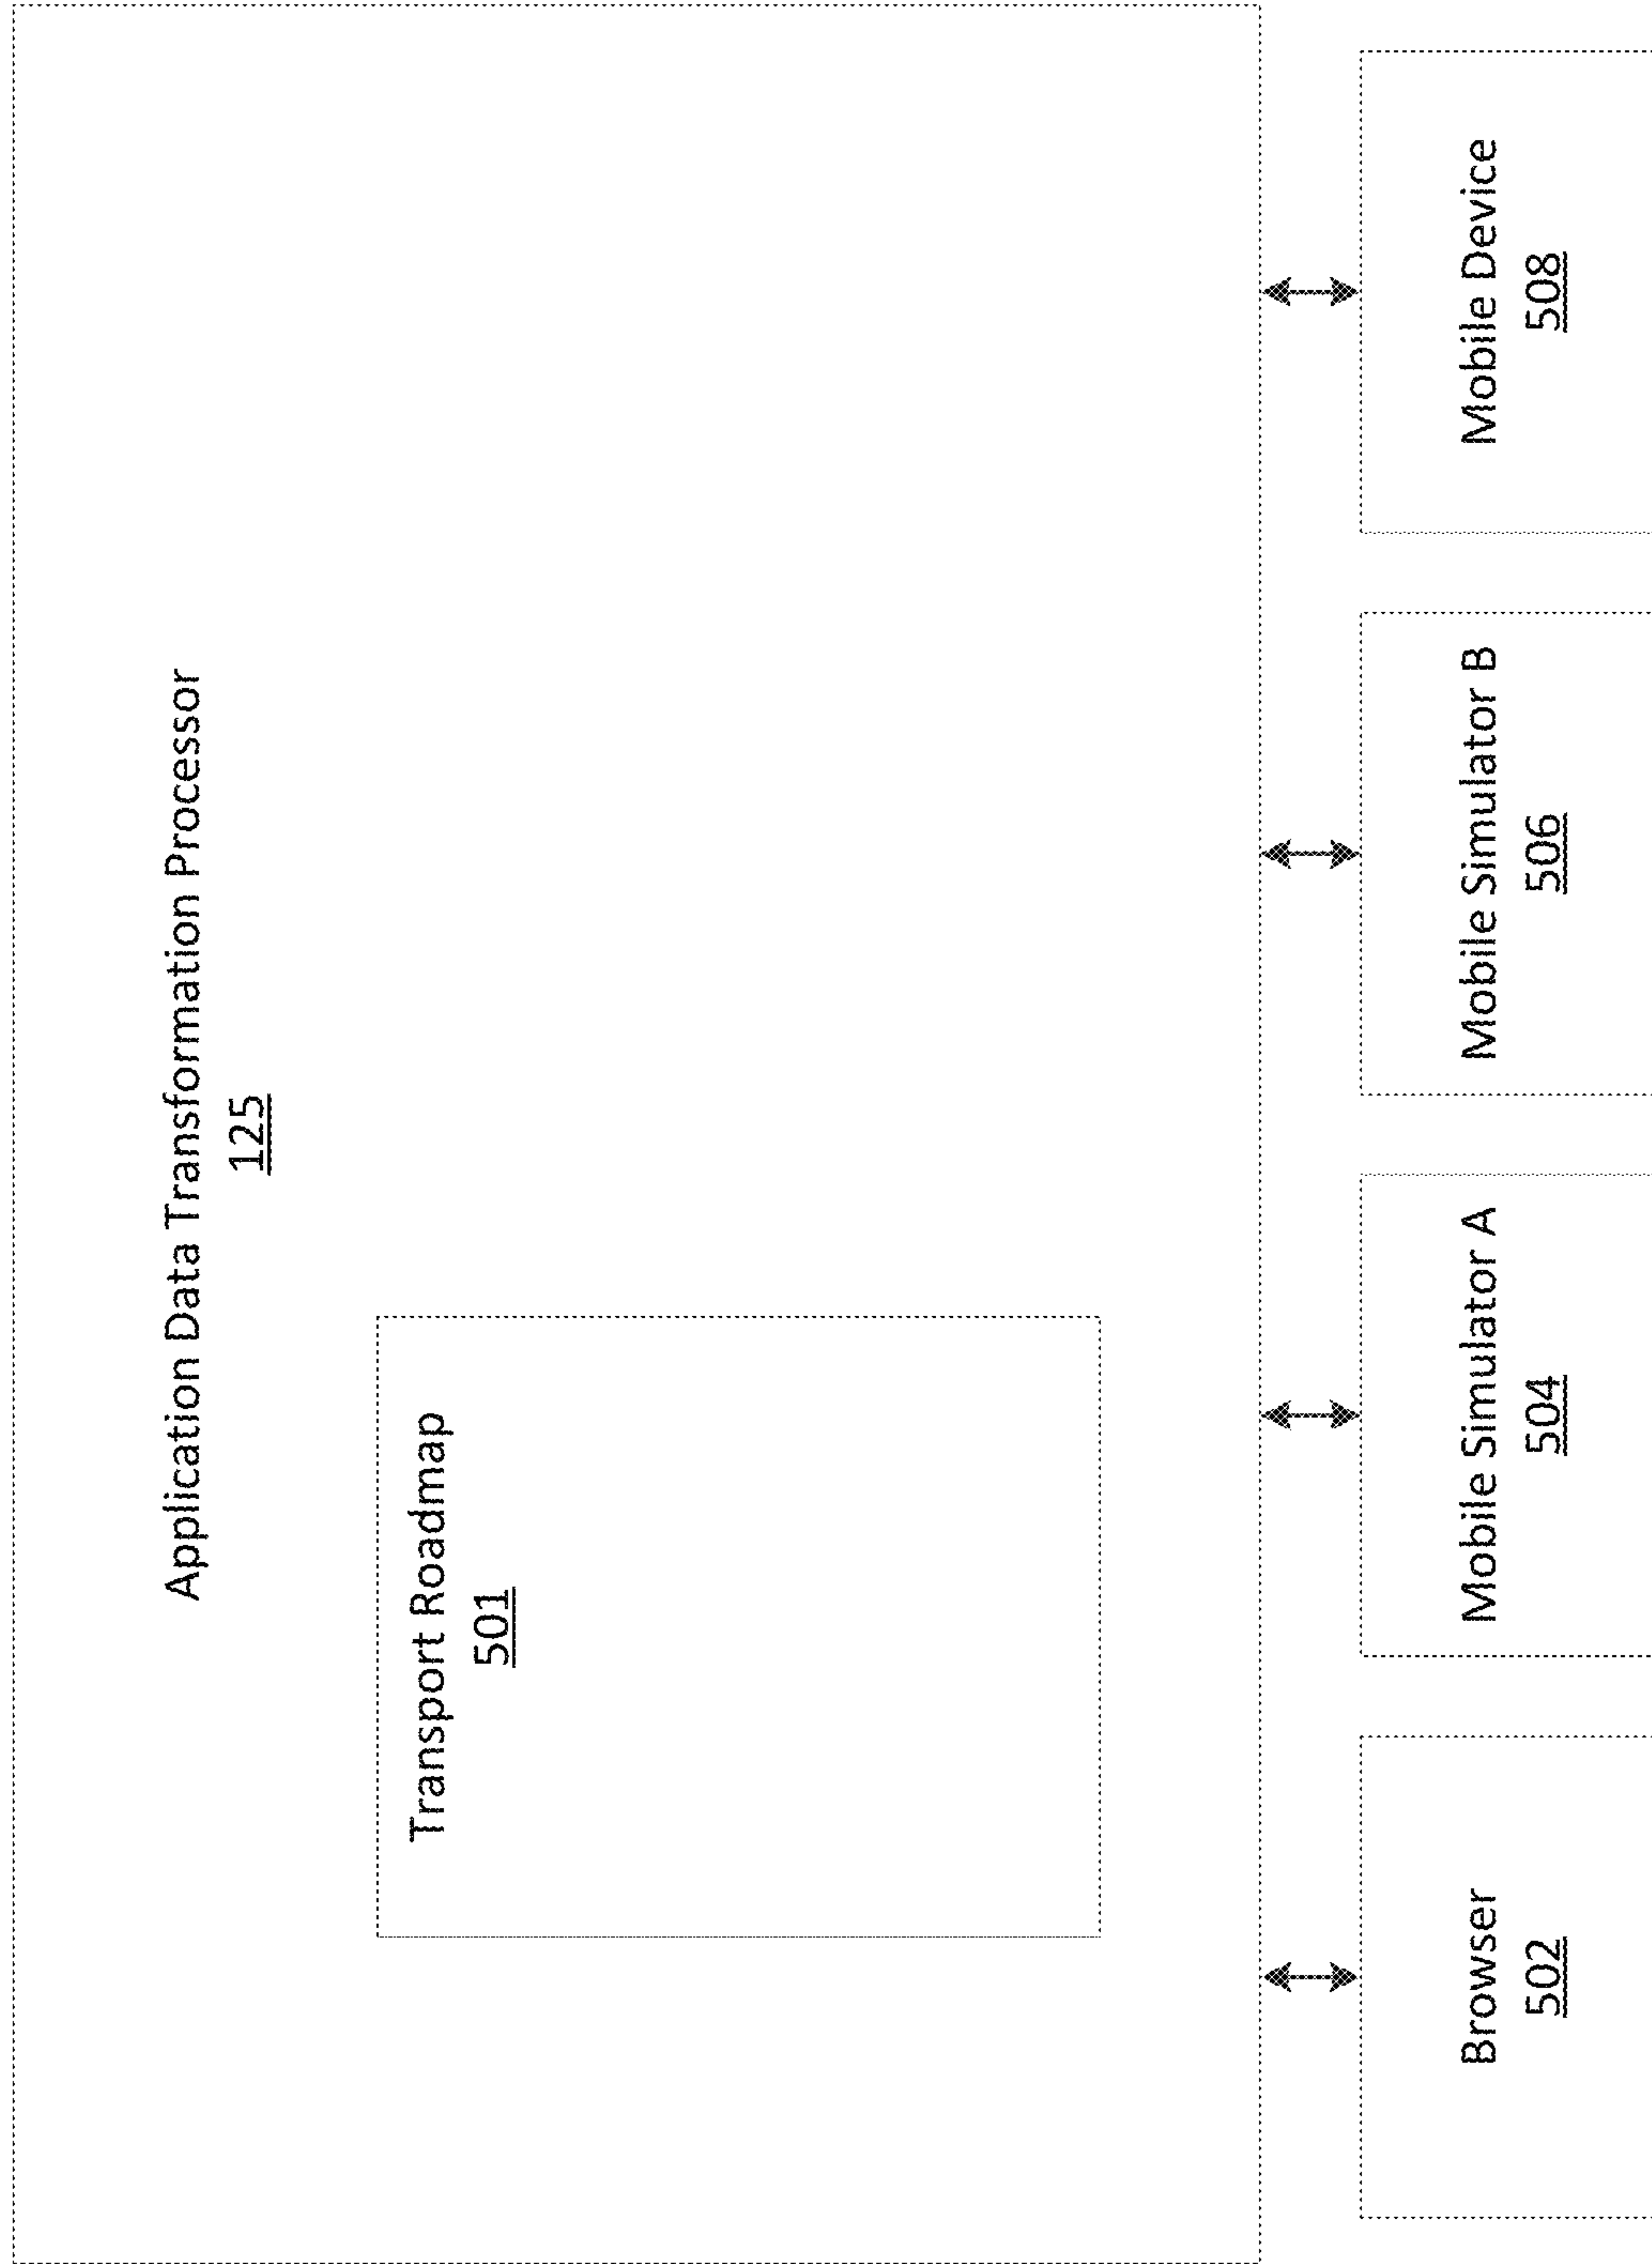 Application Data Transformation Processor
125
Transport Roadmap
501
Browser
502
Mobile Simulator A
504
Mobile Simulator B
506
Mobile Device
508